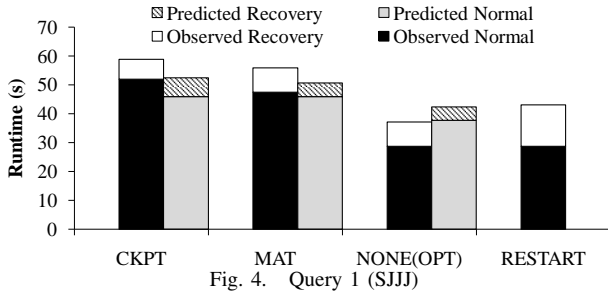 Predicted Recovery Predicted Normal
Observed Recovery Observed Normal
70
60
50
40
30
20
10
0
Runtime (s)
CKPT MAT NONE(OPT) RESTART
Fig. 4. Query 1 (SJJJ)